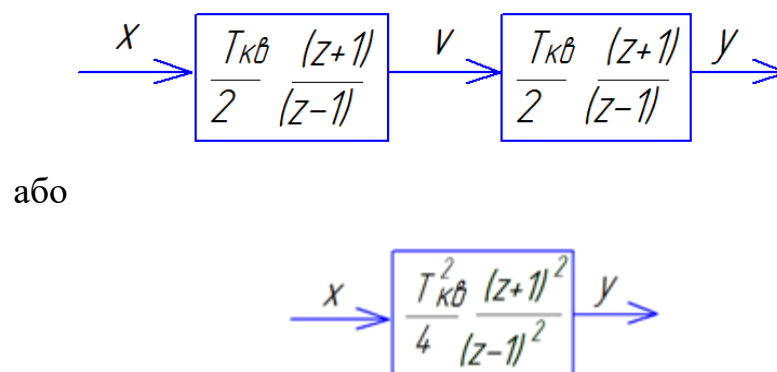 x Tкв (z+1) v Tкв (z+1) y
2 (z−1) 2 (z−1)
або
x T²кв (z+1)² y
4 (z−1)²